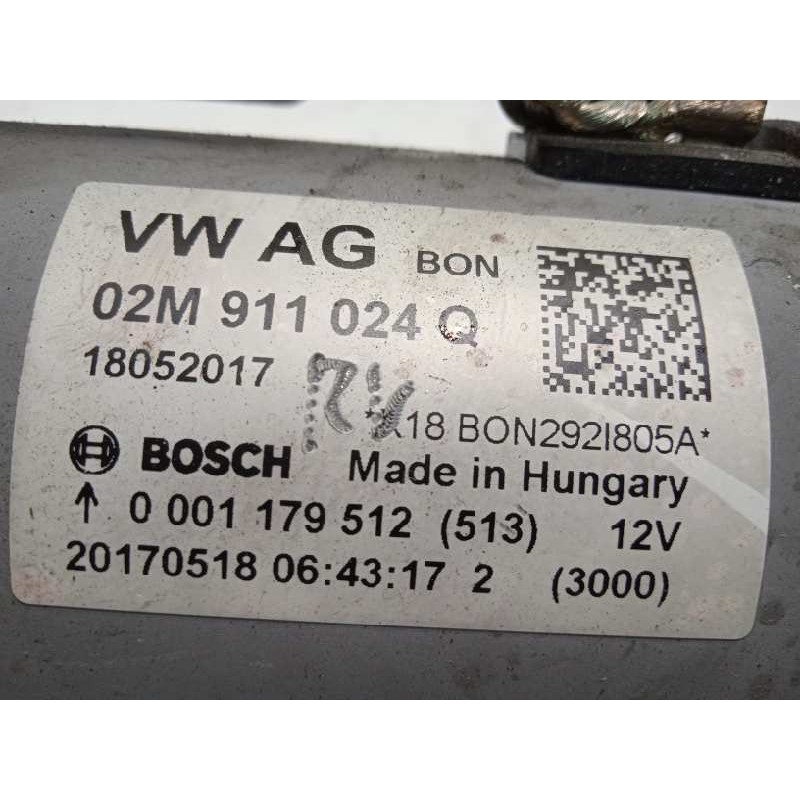 VW AG BON
02M 911 024 Q
18052017
BON292I805A*
BOSCH Made in Hungary
↑ 0 001 179 512 (513) 12V
20170518 06:43:17 2 (3000)